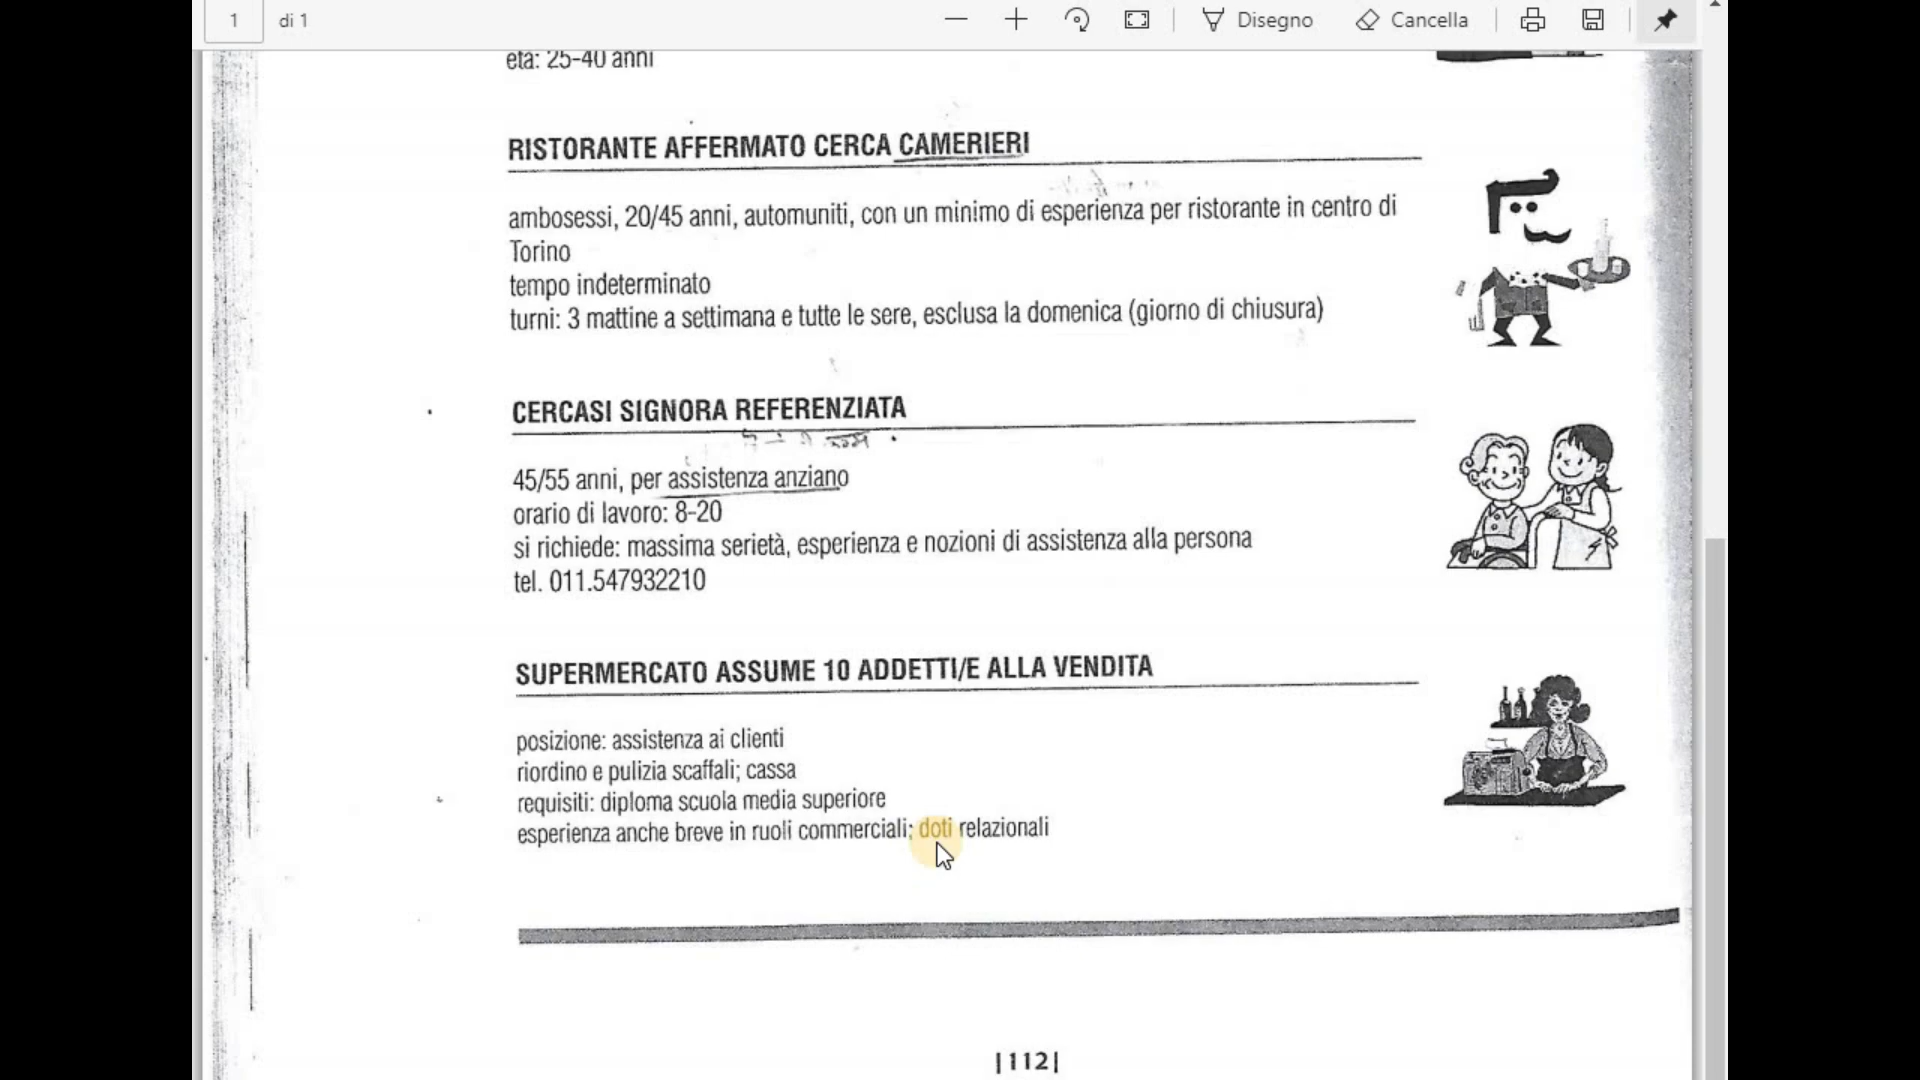 1 di 1 Disegno Cancella
età: 25-40 anni
RISTORANTE AFFERMATO CERCA CAMERIERI
ambosessi, 20/45 anni, automuniti, con un minimo di esperienza per ristorante in centro di
Torino
tempo indeterminato
turni: 3 mattine a settimana e tutte le sere, esclusa la domenica (giorno di chiusura)
CERCASI SIGNORA REFERENZIATA
45/55 anni, per assistenza anziano
orario di lavoro: 8-20
si richiede: massima serietà, esperienza e nozioni di assistenza alla persona
tel. 011.547932210
SUPERMERCATO ASSUME 10 ADDETTI/E ALLA VENDITA
posizione: assistenza ai clienti
riordino e pulizia scaffali; cassa
requisiti: diploma scuola media superiore
esperienza anche breve in ruoli commerciali; doti relazionali
|112|